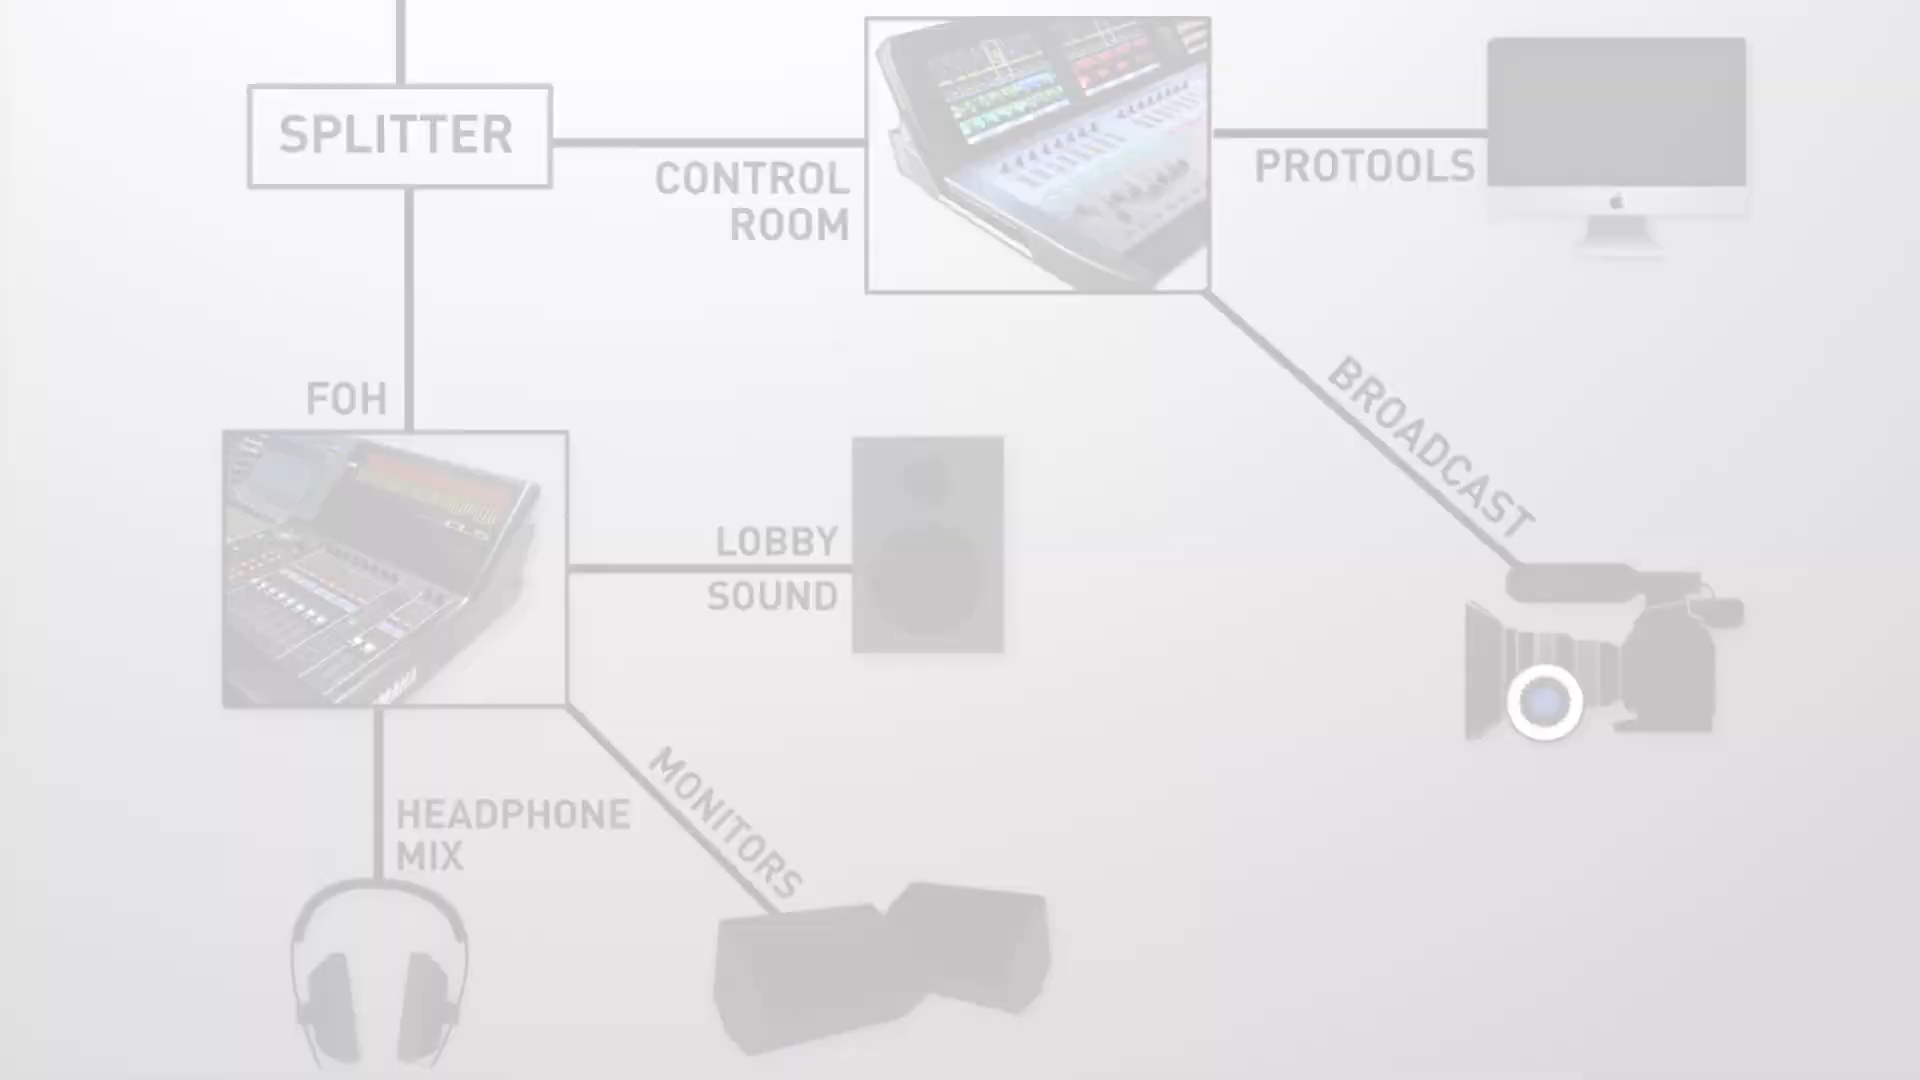 SPLITTER
CONTROL
ROOM
PROTOOLS
BROADCAST
FOH
LOBBY
SOUND
HEADPHONE
MIX
MONITORS